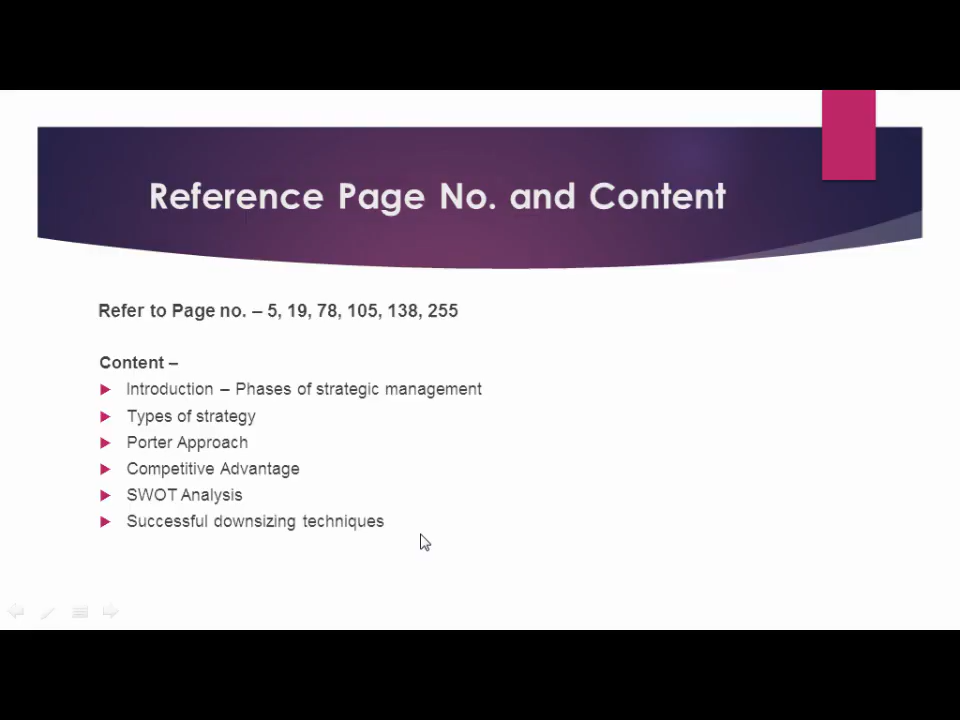 Reference Page No. and Content
Refer to Page no. – 5, 19, 78, 105, 138, 255
Content –
Introduction – Phases of strategic management
Types of strategy
Porter Approach
Competitive Advantage
SWOT Analysis
Successful downsizing techniques